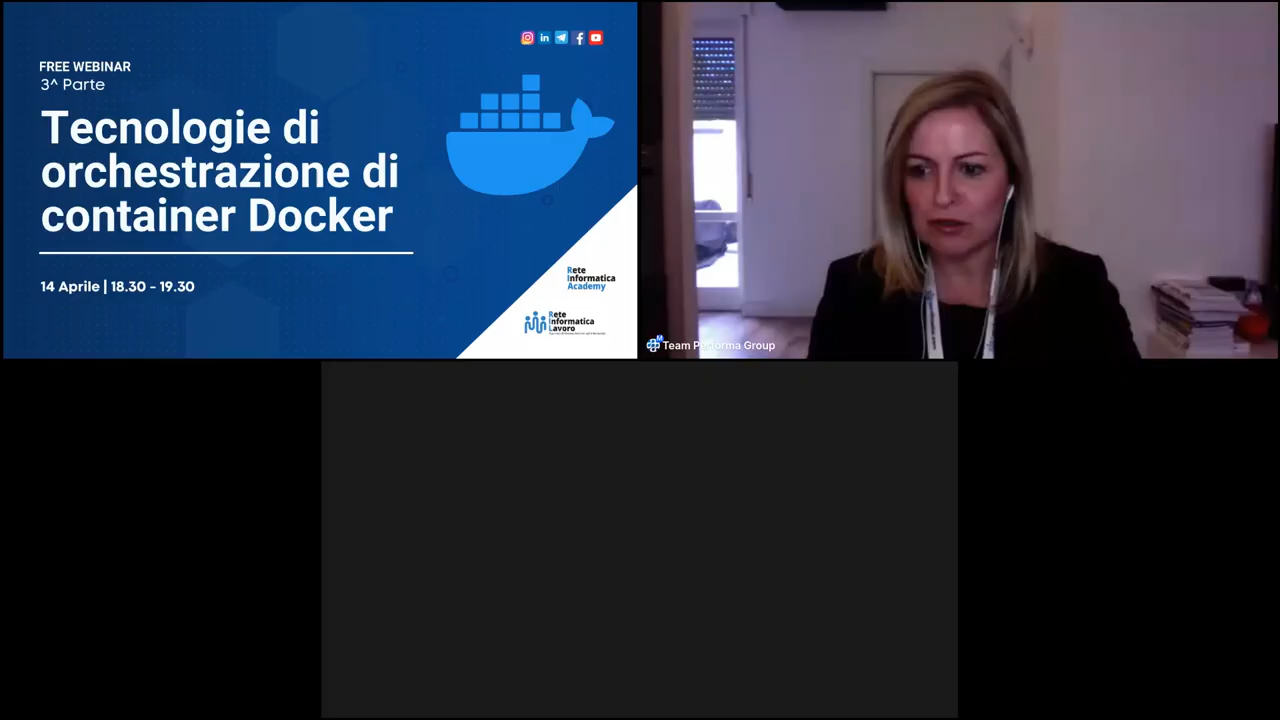 FREE WEBINAR
3^ Parte
Tecnologie di
orchestrazione di
container Docker
14 Aprile | 18.30 - 19.30
Rete
Informatica
Academy
Rete
Informatica
Lavoro
Team Performa Group